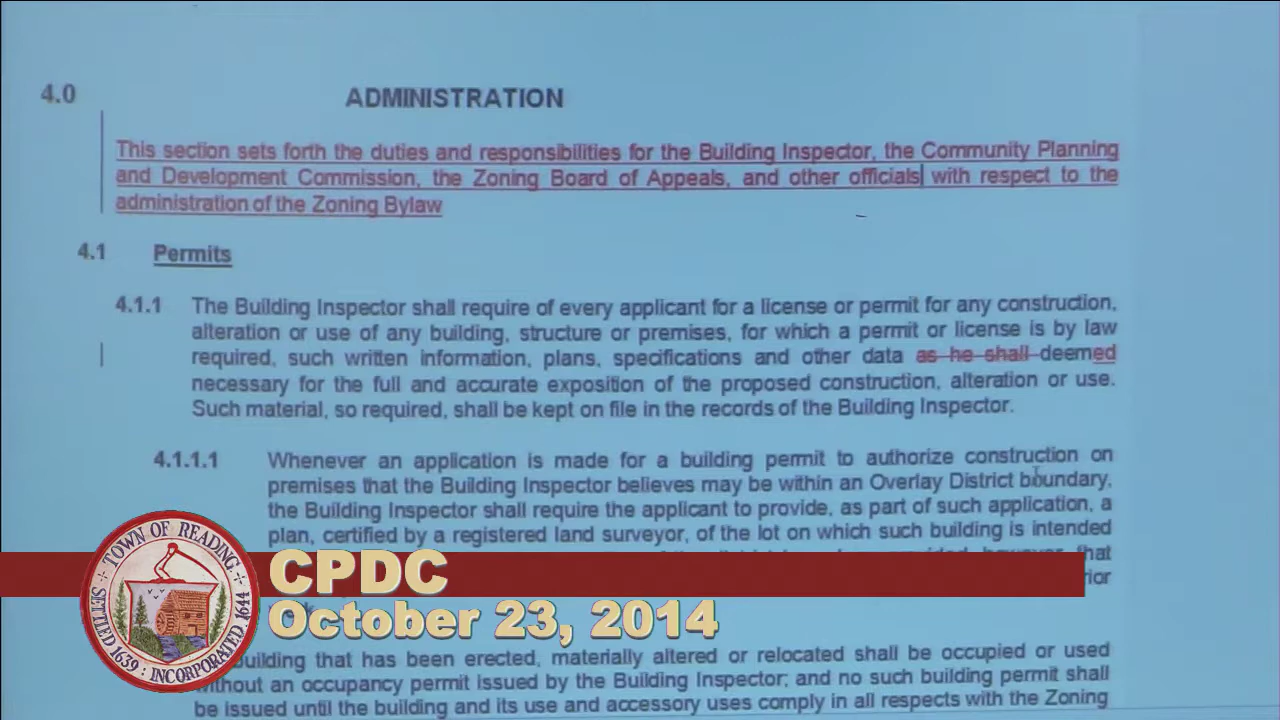 4.0 ADMINISTRATION
This section sets forth the duties and responsibilities for the Building Inspector, the Community Planning
and Development Commission, the Zoning Board of Appeals, and other officials with respect to the
administration of the Zoning Bylaw
4.1 Permits
4.1.1 The Building Inspector shall require of every applicant for a license or permit for any construction,
alteration or use of any building, structure or premises, for which a permit or license is by law
required, such written information, plans, specifications and other data as he shall deemed
necessary for the full and accurate exposition of the proposed construction, alteration or use.
Such material, so required, shall be kept on file in the records of the Building Inspector.
4.1.1.1 Whenever an application is made for a building permit to authorize construction on
premises that the Building Inspector believes may be within an Overlay District boundary,
the Building Inspector shall require the applicant to provide, as part of such application, a
plan, certified by a registered land surveyor, of the lot on which such building is intended
that
TOWN OF READING
SETTLED 1639 : INCORPORATED 1644
CPDC
October 23, 2014
building that has been erected, materially altered or relocated shall be occupied or used
without an occupancy permit issued by the Building Inspector; and no such building permit shall
be issued until the building and its use and accessory uses comply in all respects with the Zoning